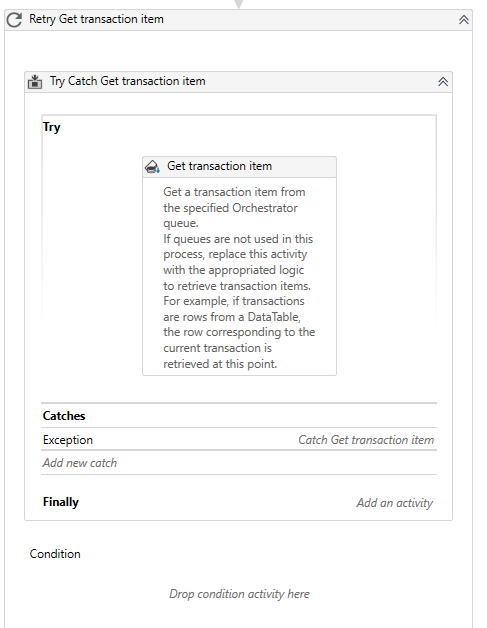 Retry Get transaction item
Try Catch Get transaction item
Try
Get transaction item
Get a transaction item from
the specified Orchestrator
queue.
If queues are not used in this
process, replace this activity
with the appropriated logic
to retrieve transaction items.
For example, if transactions
are rows from a DataTable,
the row corresponding to the
current transaction is
retrieved at this point.
Catches
Exception Catch Get transaction item
Add new catch
Finally Add an activity
Condition
Drop condition activity here